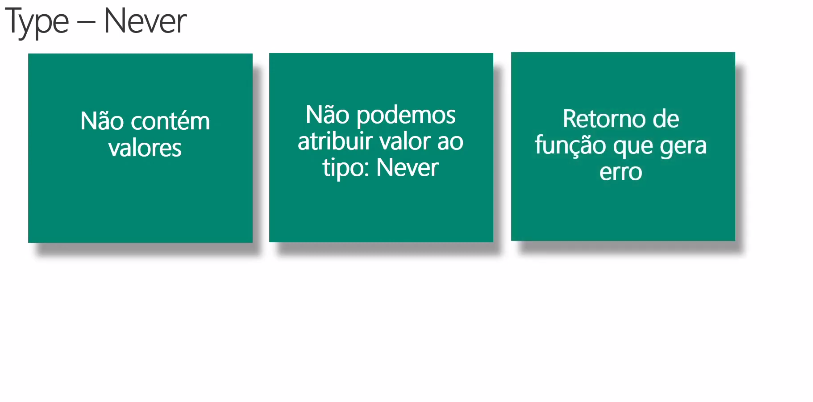 Type – Never
Não contém
valores
Não podemos
atribuir valor ao
tipo: Never
Retorno de
função que gera
erro